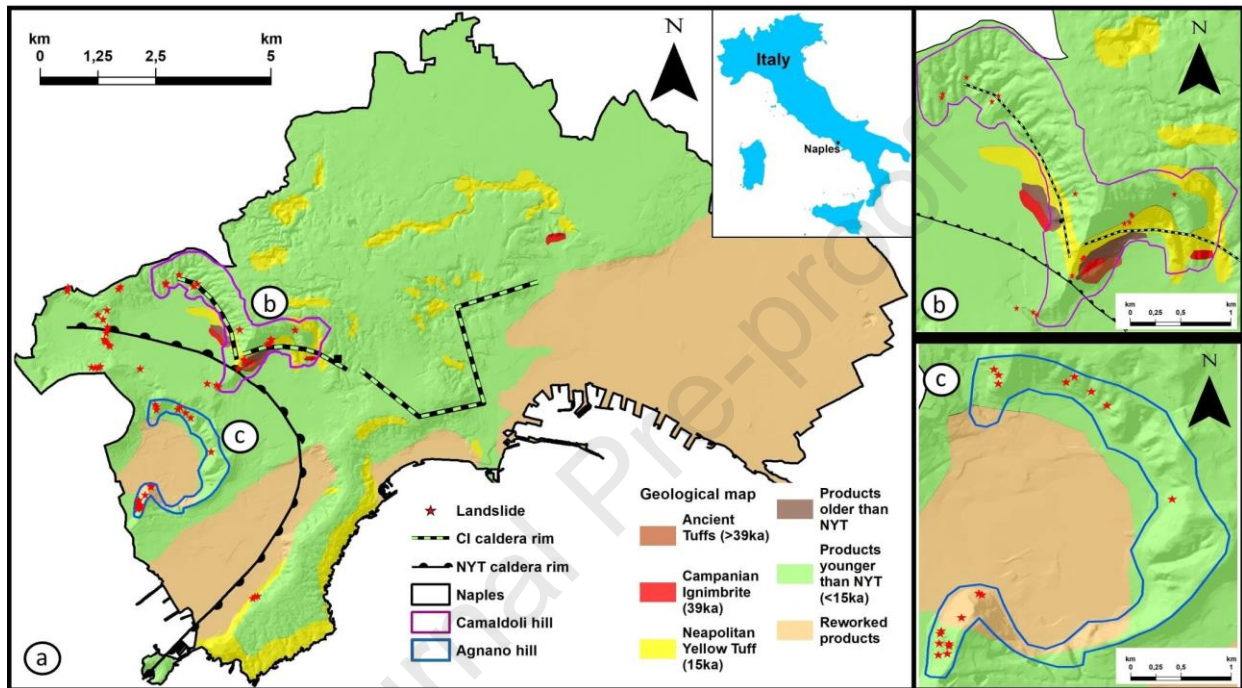 km
km
0
1,25
2,5
5
N
Italy
Naples
b
c
a
Landslide
CI caldera rim
NYT caldera rim
Naples
Camaldoli hill
Agnano hill
Geological map
Ancient
Tuffs (>39ka)
Campanian
Ignimbrite
(39ka)
Neapolitan
Yellow Tuff
(15ka)
Products
older than
NYT
Products
younger
than NYT
(<15ka)
Reworked
products
N
b
km
km
0
0,25
0,5
1
c
N
km
km
0
0,25
0,5
1
Journal Pre-proof